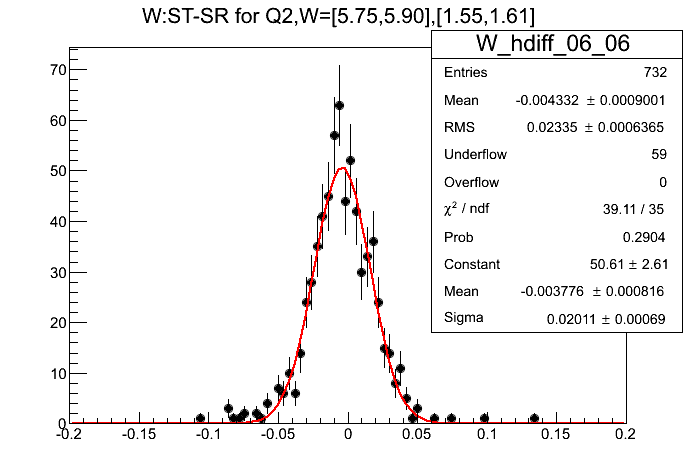 W:ST-SR for Q2,W=[5.75,5.90],[1.55,1.61]
W_hdiff_06_06
Entries 732
Mean -0.004332 ± 0.0009001
RMS 0.02335 ± 0.0006365
Underflow 59
Overflow 0
χ² / ndf 39.11 / 35
Prob 0.2904
Constant 50.61 ± 2.61
Mean -0.003776 ± 0.000816
Sigma 0.02011 ± 0.00069
70
60
50
40
30
20
10
0
-0.2 -0.15 -0.1 -0.05 0 0.05 0.1 0.15 0.2